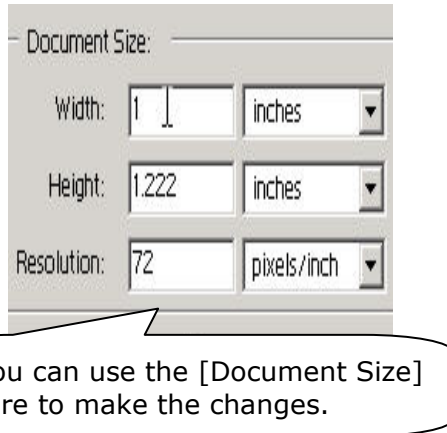 Document Size:
Width: 1 inches
Height: 1.222 inches
Resolution: 72 pixels/inch
ou can use the [Document Size]
re to make the changes.